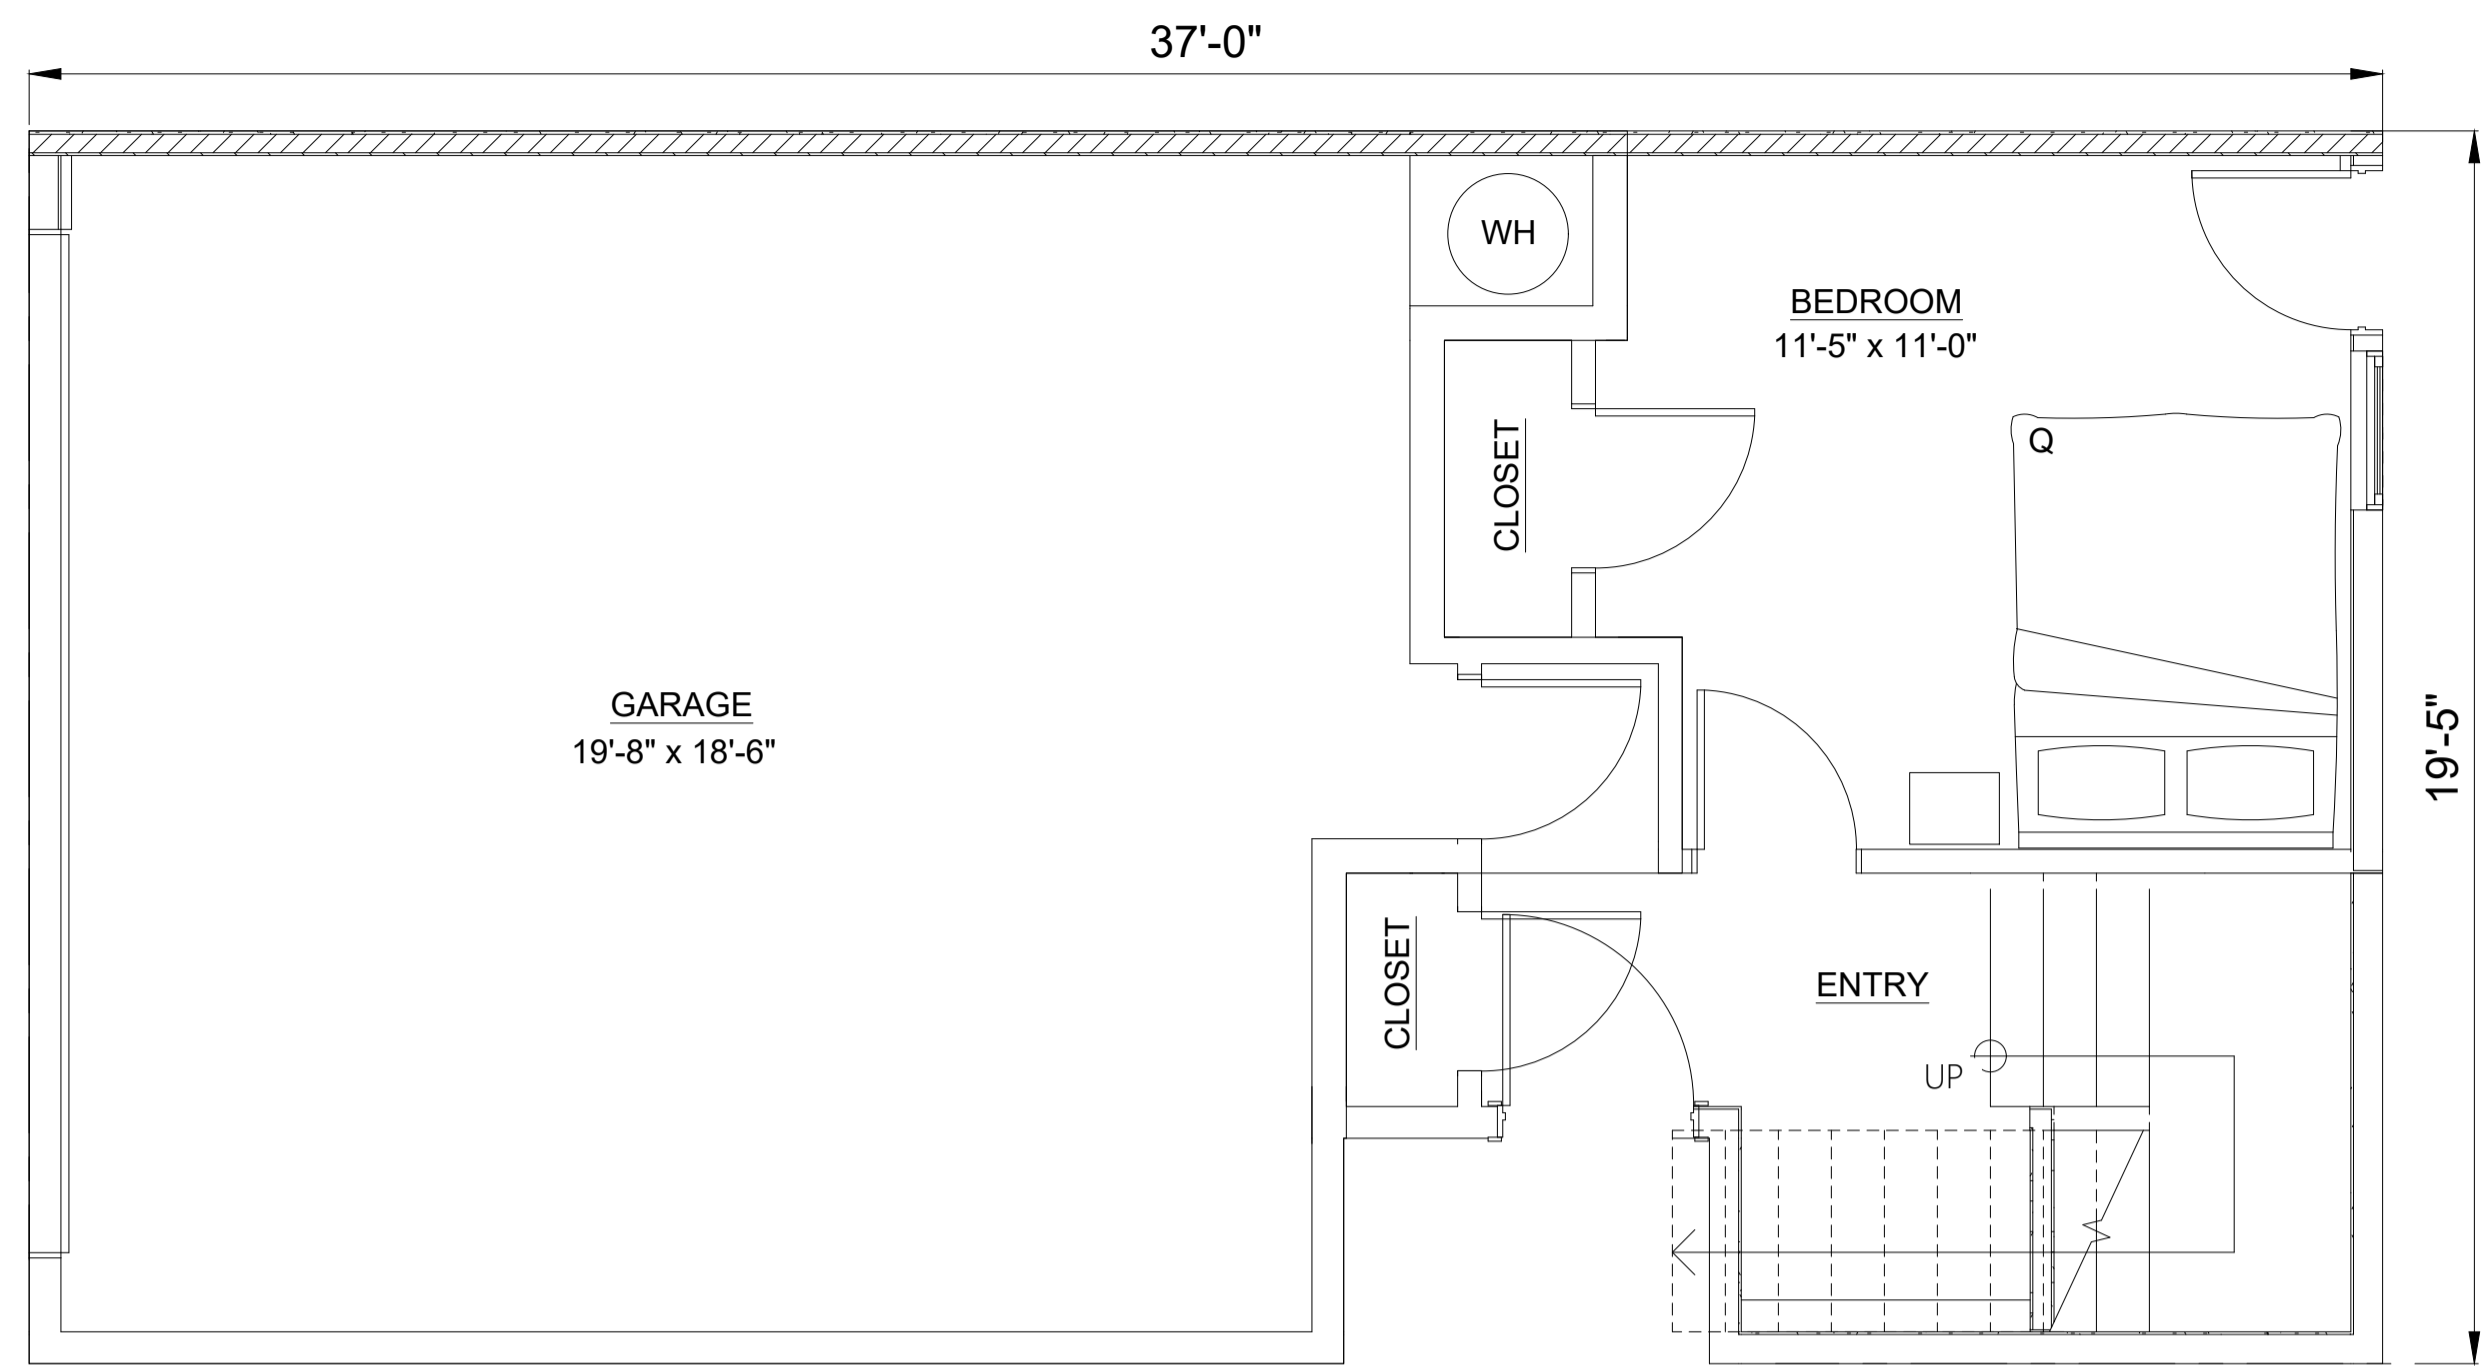 37'-0"
WH
BEDROOM
11'-5" x 11'-0"
Q
CLOSET
GARAGE
19'-8" x 18'-6"
19'-5"
CLOSET
ENTRY
UP